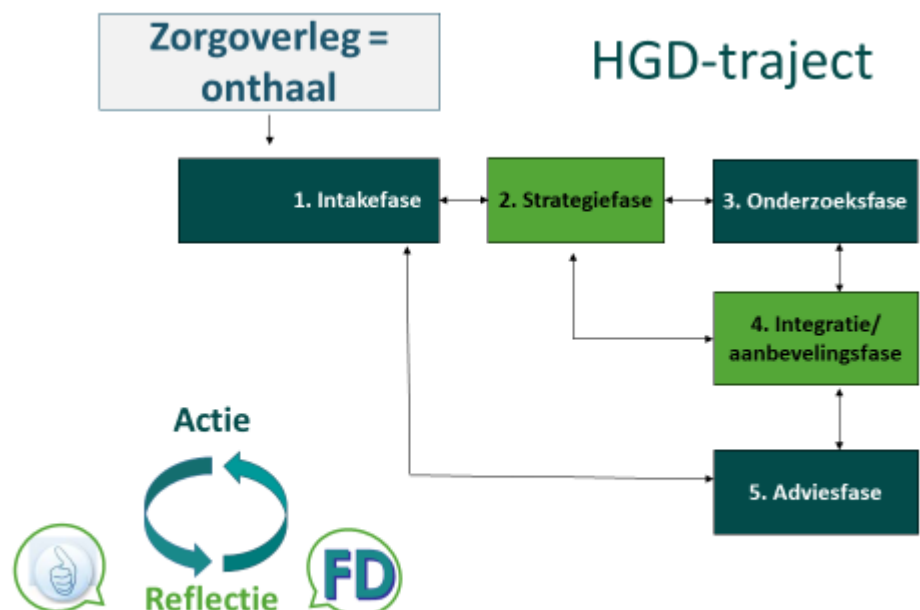 Zorgoverleg =
onthaal
HGD-traject
1. Intakefase
2. Strategiefase
3. Onderzoeksfase
4. Integratie/
aanbevelingsfase
5. Adviesfase
Actie
Reflectie
FD